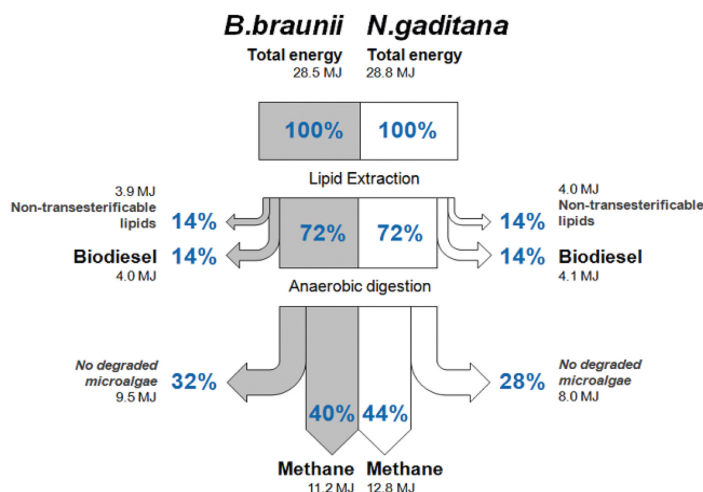 B.braunii N.gaditana
Total energy Total energy
28.5 MJ 28.8 MJ
100% 100%
Lipid Extraction
3.9 MJ
Non-transesterificable
lipids
14%
Biodiesel 14%
4.0 MJ
72% 72%
4.0 MJ
Non-transesterificable
lipids
14%
14% Biodiesel
4.1 MJ
Anaerobic digestion
No degraded
microalgae
9.5 MJ
32%
40% 44%
28%
No degraded
microalgae
8.0 MJ
Methane Methane
11.2 MJ 12.8 MJ